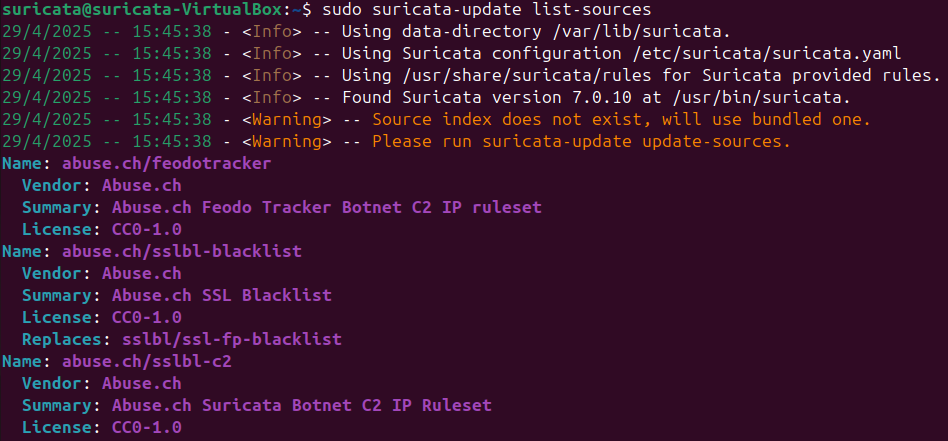 suricata@suricata-VirtualBox:~$ sudo suricata-update list-sources
29/4/2025 -- 15:45:38 - <Info> -- Using data-directory /var/lib/suricata.
29/4/2025 -- 15:45:38 - <Info> -- Using Suricata configuration /etc/suricata/suricata.yaml
29/4/2025 -- 15:45:38 - <Info> -- Using /usr/share/suricata/rules for Suricata provided rules.
29/4/2025 -- 15:45:38 - <Info> -- Found Suricata version 7.0.10 at /usr/bin/suricata.
29/4/2025 -- 15:45:38 - <Warning> -- Source index does not exist, will use bundled one.
29/4/2025 -- 15:45:38 - <Warning> -- Please run suricata-update update-sources.
Name: abuse.ch/feodotracker
  Vendor: Abuse.ch
  Summary: Abuse.ch Feodo Tracker Botnet C2 IP ruleset
  License: CC0-1.0
Name: abuse.ch/sslbl-blacklist
  Vendor: Abuse.ch
  Summary: Abuse.ch SSL Blacklist
  License: CC0-1.0
  Replaces: sslbl/ssl-fp-blacklist
Name: abuse.ch/sslbl-c2
  Vendor: Abuse.ch
  Summary: Abuse.ch Suricata Botnet C2 IP Ruleset
  License: CC0-1.0